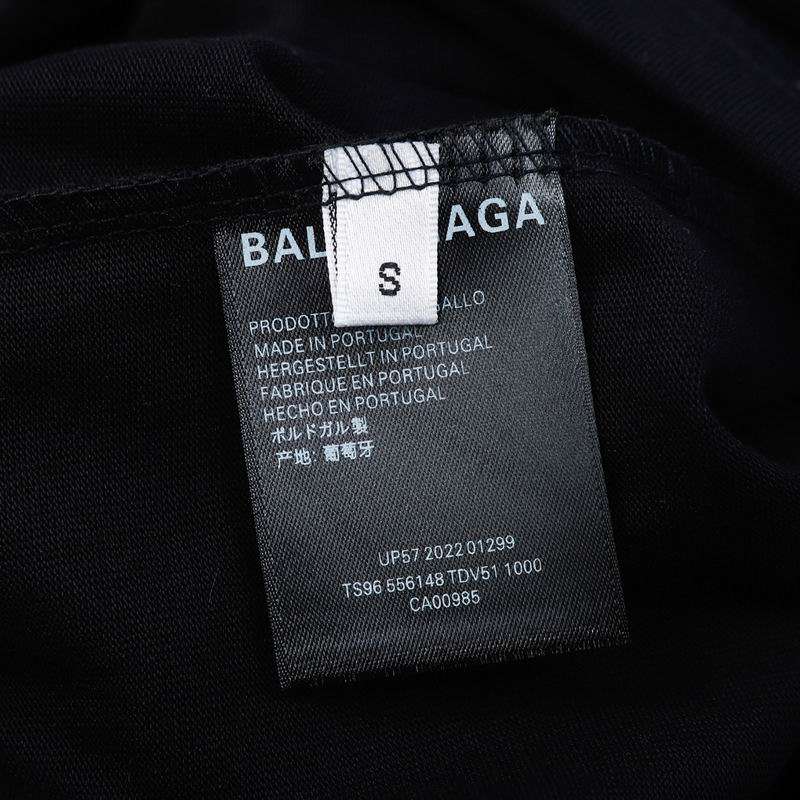 BAL AGA
S
PRODOTT GALLO
MADE IN PORTUGAL
HERGESTELLT IN PORTUGAL
FABRIQUE EN PORTUGAL
HECHO EN PORTUGAL
ポルトガル製
产地: 葡萄牙
UP57 2022 01299
TS96 556148 TDV51 1000
CA00985